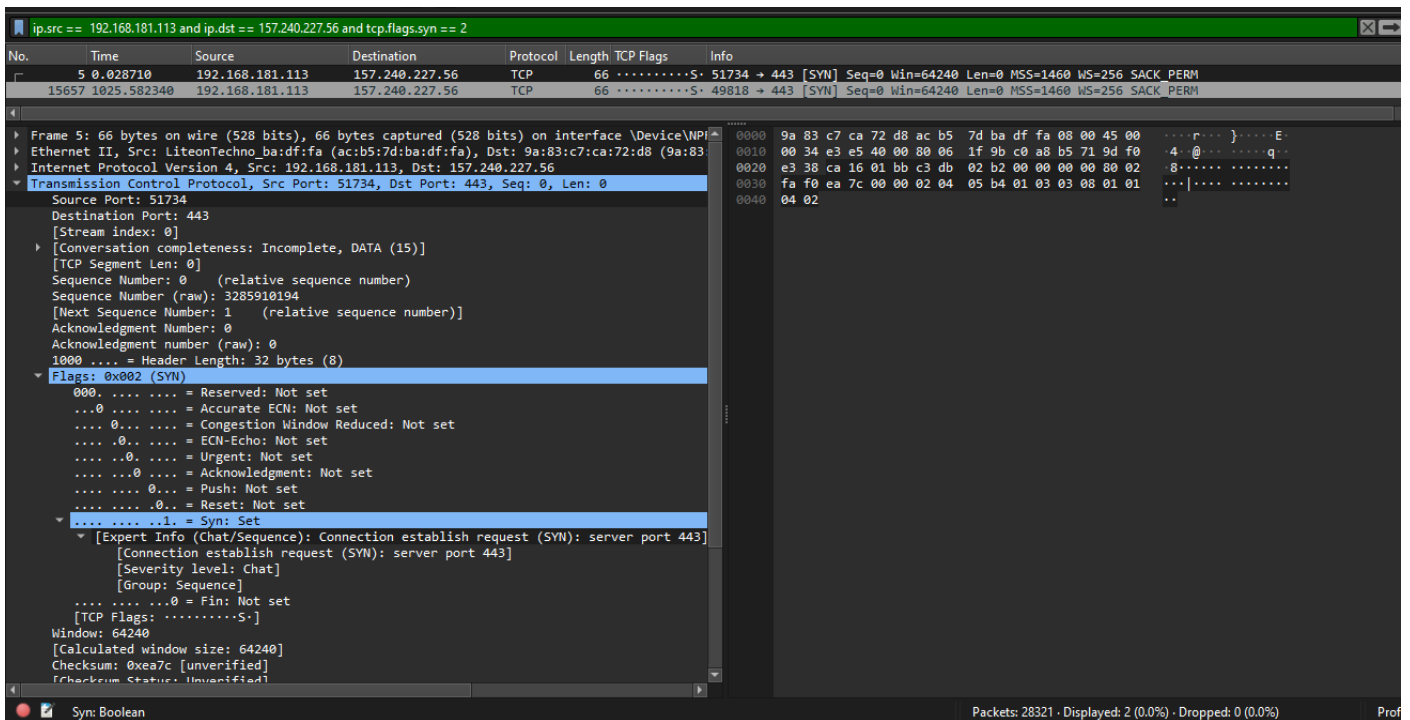 ip.src == 192.168.181.113 and ip.dst == 157.240.227.56 and tcp.flags.syn == 2
No. Time Source Destination Protocol Length TCP Flags Info
5 0.028710 192.168.181.113 157.240.227.56 TCP 66 ··········S· 51734 → 443 [SYN] Seq=0 Win=64240 Len=0 MSS=1460 WS=256 SACK_PERM
15657 1025.582340 192.168.181.113 157.240.227.56 TCP 66 ··········S· 49818 → 443 [SYN] Seq=0 Win=64240 Len=0 MSS=1460 WS=256 SACK_PERM
Frame 5: 66 bytes on wire (528 bits), 66 bytes captured (528 bits) on interface \Device\NPF
Ethernet II, Src: LiteonTechno_ba:df:fa (ac:b5:7d:ba:df:fa), Dst: 9a:83:c7:ca:72:d8 (9a:83:
Internet Protocol Version 4, Src: 192.168.181.113, Dst: 157.240.227.56
Transmission Control Protocol, Src Port: 51734, Dst Port: 443, Seq: 0, Len: 0
Source Port: 51734
Destination Port: 443
[Stream index: 0]
[Conversation completeness: Incomplete, DATA (15)]
[TCP Segment Len: 0]
Sequence Number: 0 (relative sequence number)
Sequence Number (raw): 3285910194
[Next Sequence Number: 1 (relative sequence number)]
Acknowledgment Number: 0
Acknowledgment number (raw): 0
1000 .... = Header Length: 32 bytes (8)
Flags: 0x002 (SYN)
000. .... .... = Reserved: Not set
...0 .... .... = Accurate ECN: Not set
.... 0... .... = Congestion Window Reduced: Not set
.... .0.. .... = ECN-Echo: Not set
.... ..0. .... = Urgent: Not set
.... ...0 .... = Acknowledgment: Not set
.... .... 0... = Push: Not set
.... .... .0.. = Reset: Not set
.... .... ..1. = Syn: Set
[Expert Info (Chat/Sequence): Connection establish request (SYN): server port 443]
[Connection establish request (SYN): server port 443]
[Severity level: Chat]
[Group: Sequence]
.... .... ...0 = Fin: Not set
[TCP Flags: ··········S·]
Window: 64240
[Calculated window size: 64240]
Checksum: 0xea7c [unverified]
[Checksum Status: Unverified]
0000 9a 83 c7 ca 72 d8 ac b5 7d ba df fa 08 00 45 00 ····r··· }·····E·
0010 00 34 e3 e5 40 00 80 06 1f 9b c0 a8 b5 71 9d f0 ·4··@··· ·····q··
0020 e3 38 ca 16 01 bb c3 db 02 b2 00 00 00 00 80 02 ·8······ ········
0030 fa f0 ea 7c 00 00 02 04 05 b4 01 03 03 08 01 01 ···|···· ········
0040 04 02 ··
Syn: Boolean Packets: 28321 · Displayed: 2 (0.0%) · Dropped: 0 (0.0%) Prof